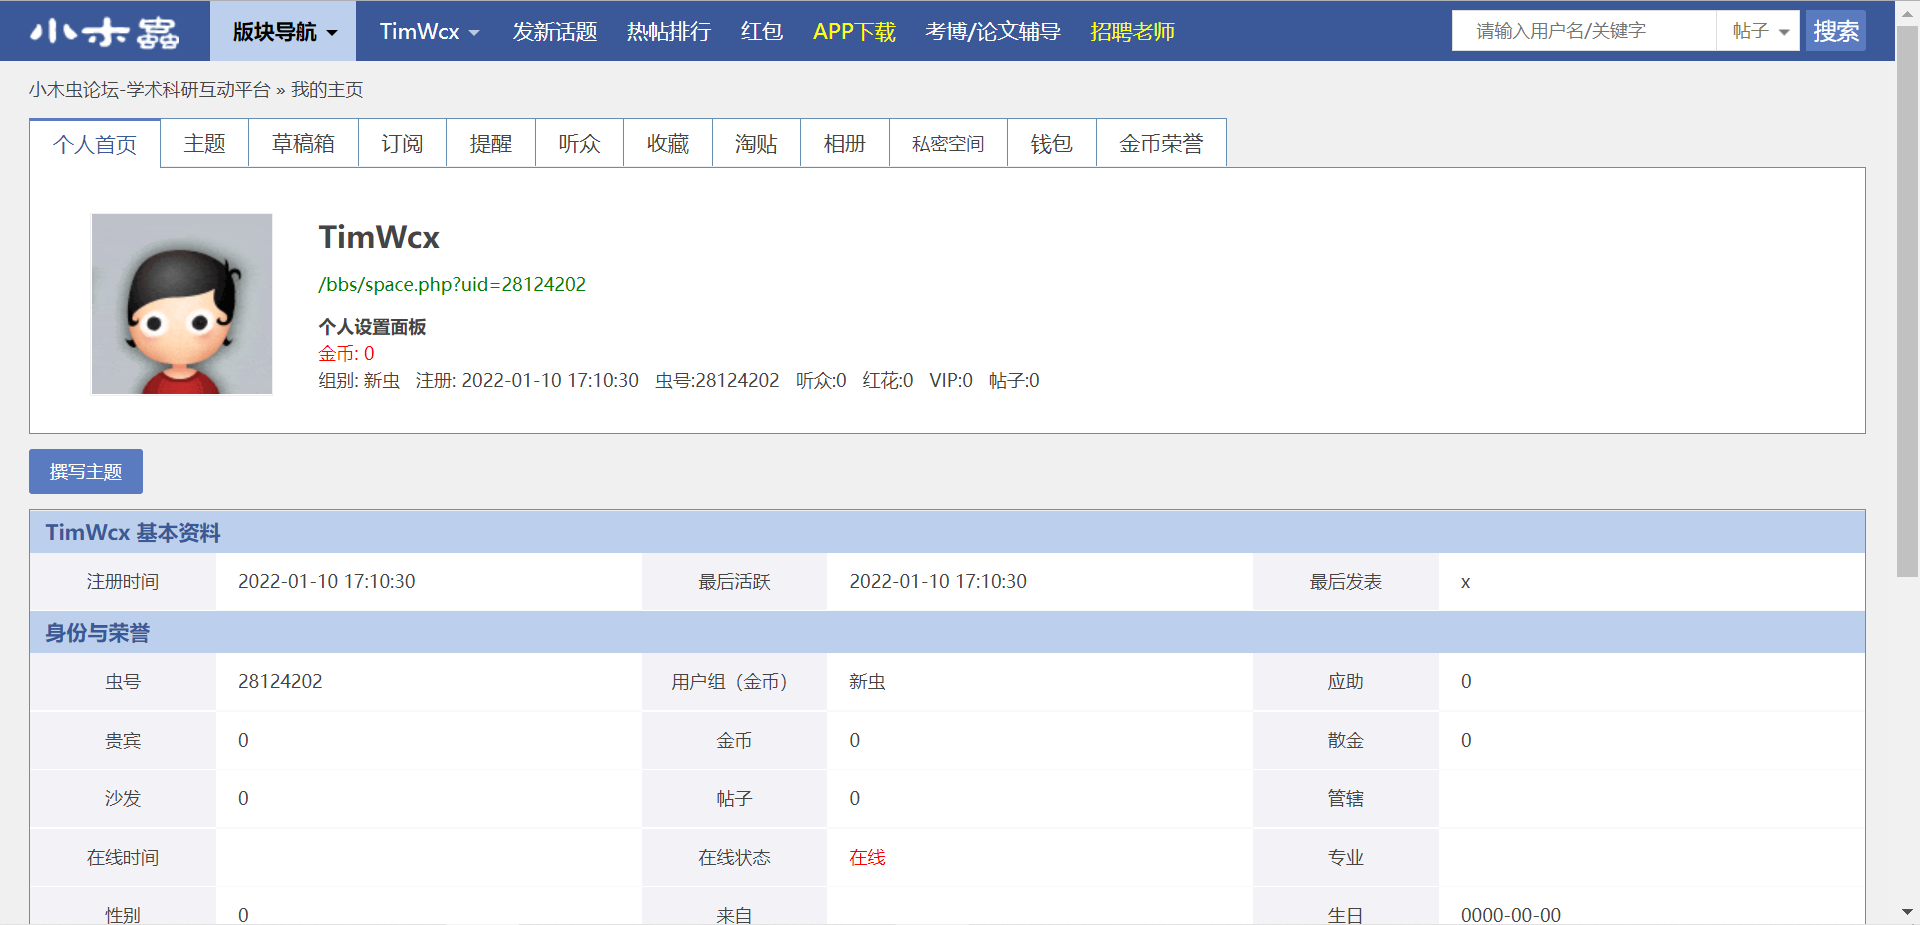 小木蟲 版块导航 TimWcx 发新话题 热帖排行 红包 APP下载 考博/论文辅导 招聘老师 请输入用户名/关键字 帖子 搜索
小木虫论坛-学术科研互动平台 » 我的主页
个人首页 主题 草稿箱 订阅 提醒 听众 收藏 淘贴 相册 私密空间 钱包 金币荣誉
TimWcx
/bbs/space.php?uid=28124202
个人设置面板
金币: 0
组别: 新虫 注册: 2022-01-10 17:10:30 虫号:28124202 听众:0 红花:0 VIP:0 帖子:0
撰写主题
TimWcx 基本资料
注册时间 2022-01-10 17:10:30 最后活跃 2022-01-10 17:10:30 最后发表 x
身份与荣誉
虫号 28124202 用户组（金币） 新虫 应助 0
贵宾 0 金币 0 散金 0
沙发 0 帖子 0 管辖
在线时间 在线状态 在线 专业
性别 0 来自 生日 0000-00-00